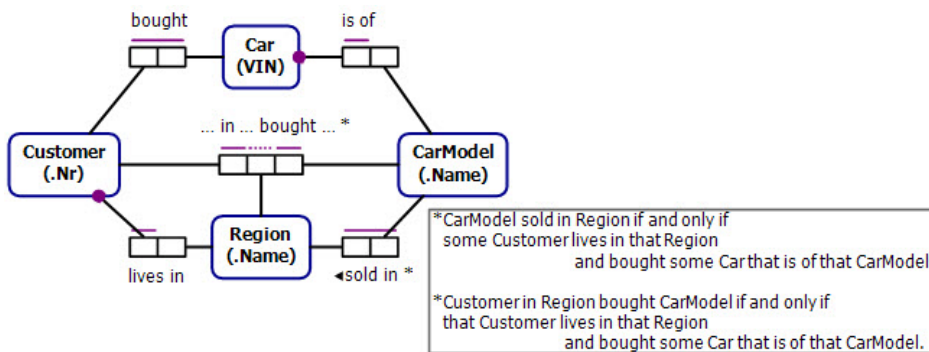 bought
is of
Car
(VIN)
... in ... bought ... *
Customer
(.Nr)
CarModel
(.Name)
Region
(.Name)
lives in
◄sold in *
*CarModel sold in Region if and only if
some Customer lives in that Region
and bought some Car that is of that CarModel
*Customer in Region bought CarModel if and only if
that Customer lives in that Region
and bought some Car that is of that CarModel.